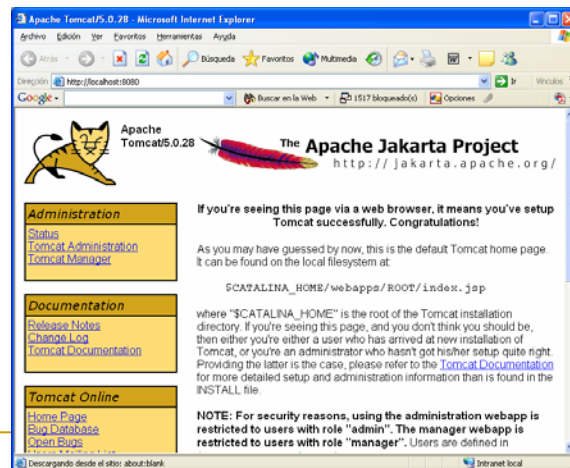 Apache Tomcat/5.0.28 - Microsoft Internet Explorer
Archivo Edición Ver Favoritos Herramientas Ayuda
Atrás Búsqueda Favoritos Multimedia
Dirección http://localhost:8080 Ir Vínculos
Google Buscar en la Web 1517 bloqueado(s) Opciones
Apache
Tomcat/5.0.28
The Apache Jakarta Project
http://jakarta.apache.org/
Administration
Status
Tomcat Administration
Tomcat Manager
Documentation
Release Notes
Change Log
Tomcat Documentation
Tomcat Online
Home Page
Bug Database
Open Bugs
Users Mailing List
If you're seeing this page via a web browser, it means you've setup
Tomcat successfully. Congratulations!
As you may have guessed by now, this is the default Tomcat home page.
It can be found on the local filesystem at:
$CATALINA_HOME/webapps/ROOT/index.jsp
where "$CATALINA_HOME" is the root of the Tomcat installation
directory. If you're seeing this page, and you don't think you should be,
then either you're either a user who has arrived at new installation of
Tomcat, or you're an administrator who hasn't got his/her setup quite right.
Providing the latter is the case, please refer to the Tomcat Documentation
for more detailed setup and administration information than is found in the
INSTALL file.
NOTE: For security reasons, using the administration webapp is
restricted to users with role "admin". The manager webapp is
restricted to users with role "manager". Users are defined in
Descargando desde el sitio: about:blank Intranet local